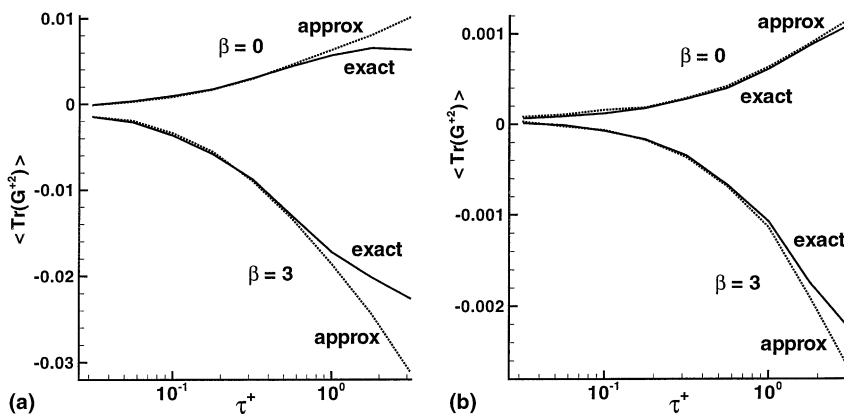 0.01
0
-0.01
-0.02
-0.03
< Tr(G⁺²) >
approx
β = 0
exact
exact
β = 3
approx
10⁻¹
10⁰
τ⁺
(a)
0.001
0
-0.001
-0.002
< Tr(G⁺²) >
approx
β = 0
exact
exact
β = 3
approx
10⁻¹
10⁰
τ⁺
(b)